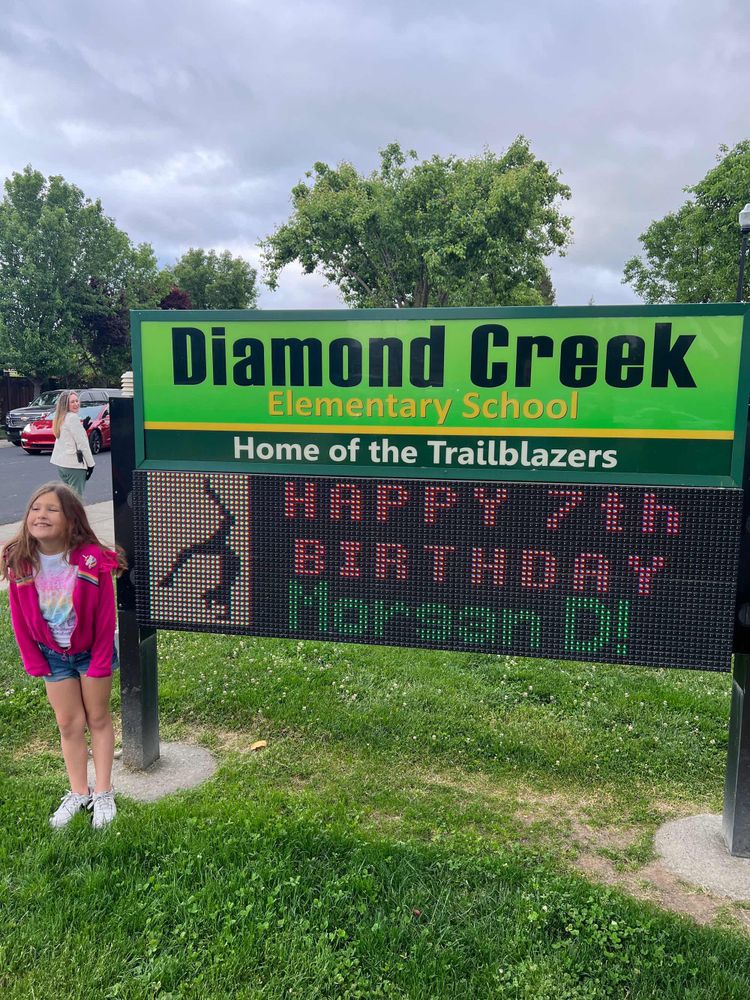 Diamond Creek
Elementary School
Home of the Trailblazers
HAPPY 7th
BIRTHDAY
Morgan D!